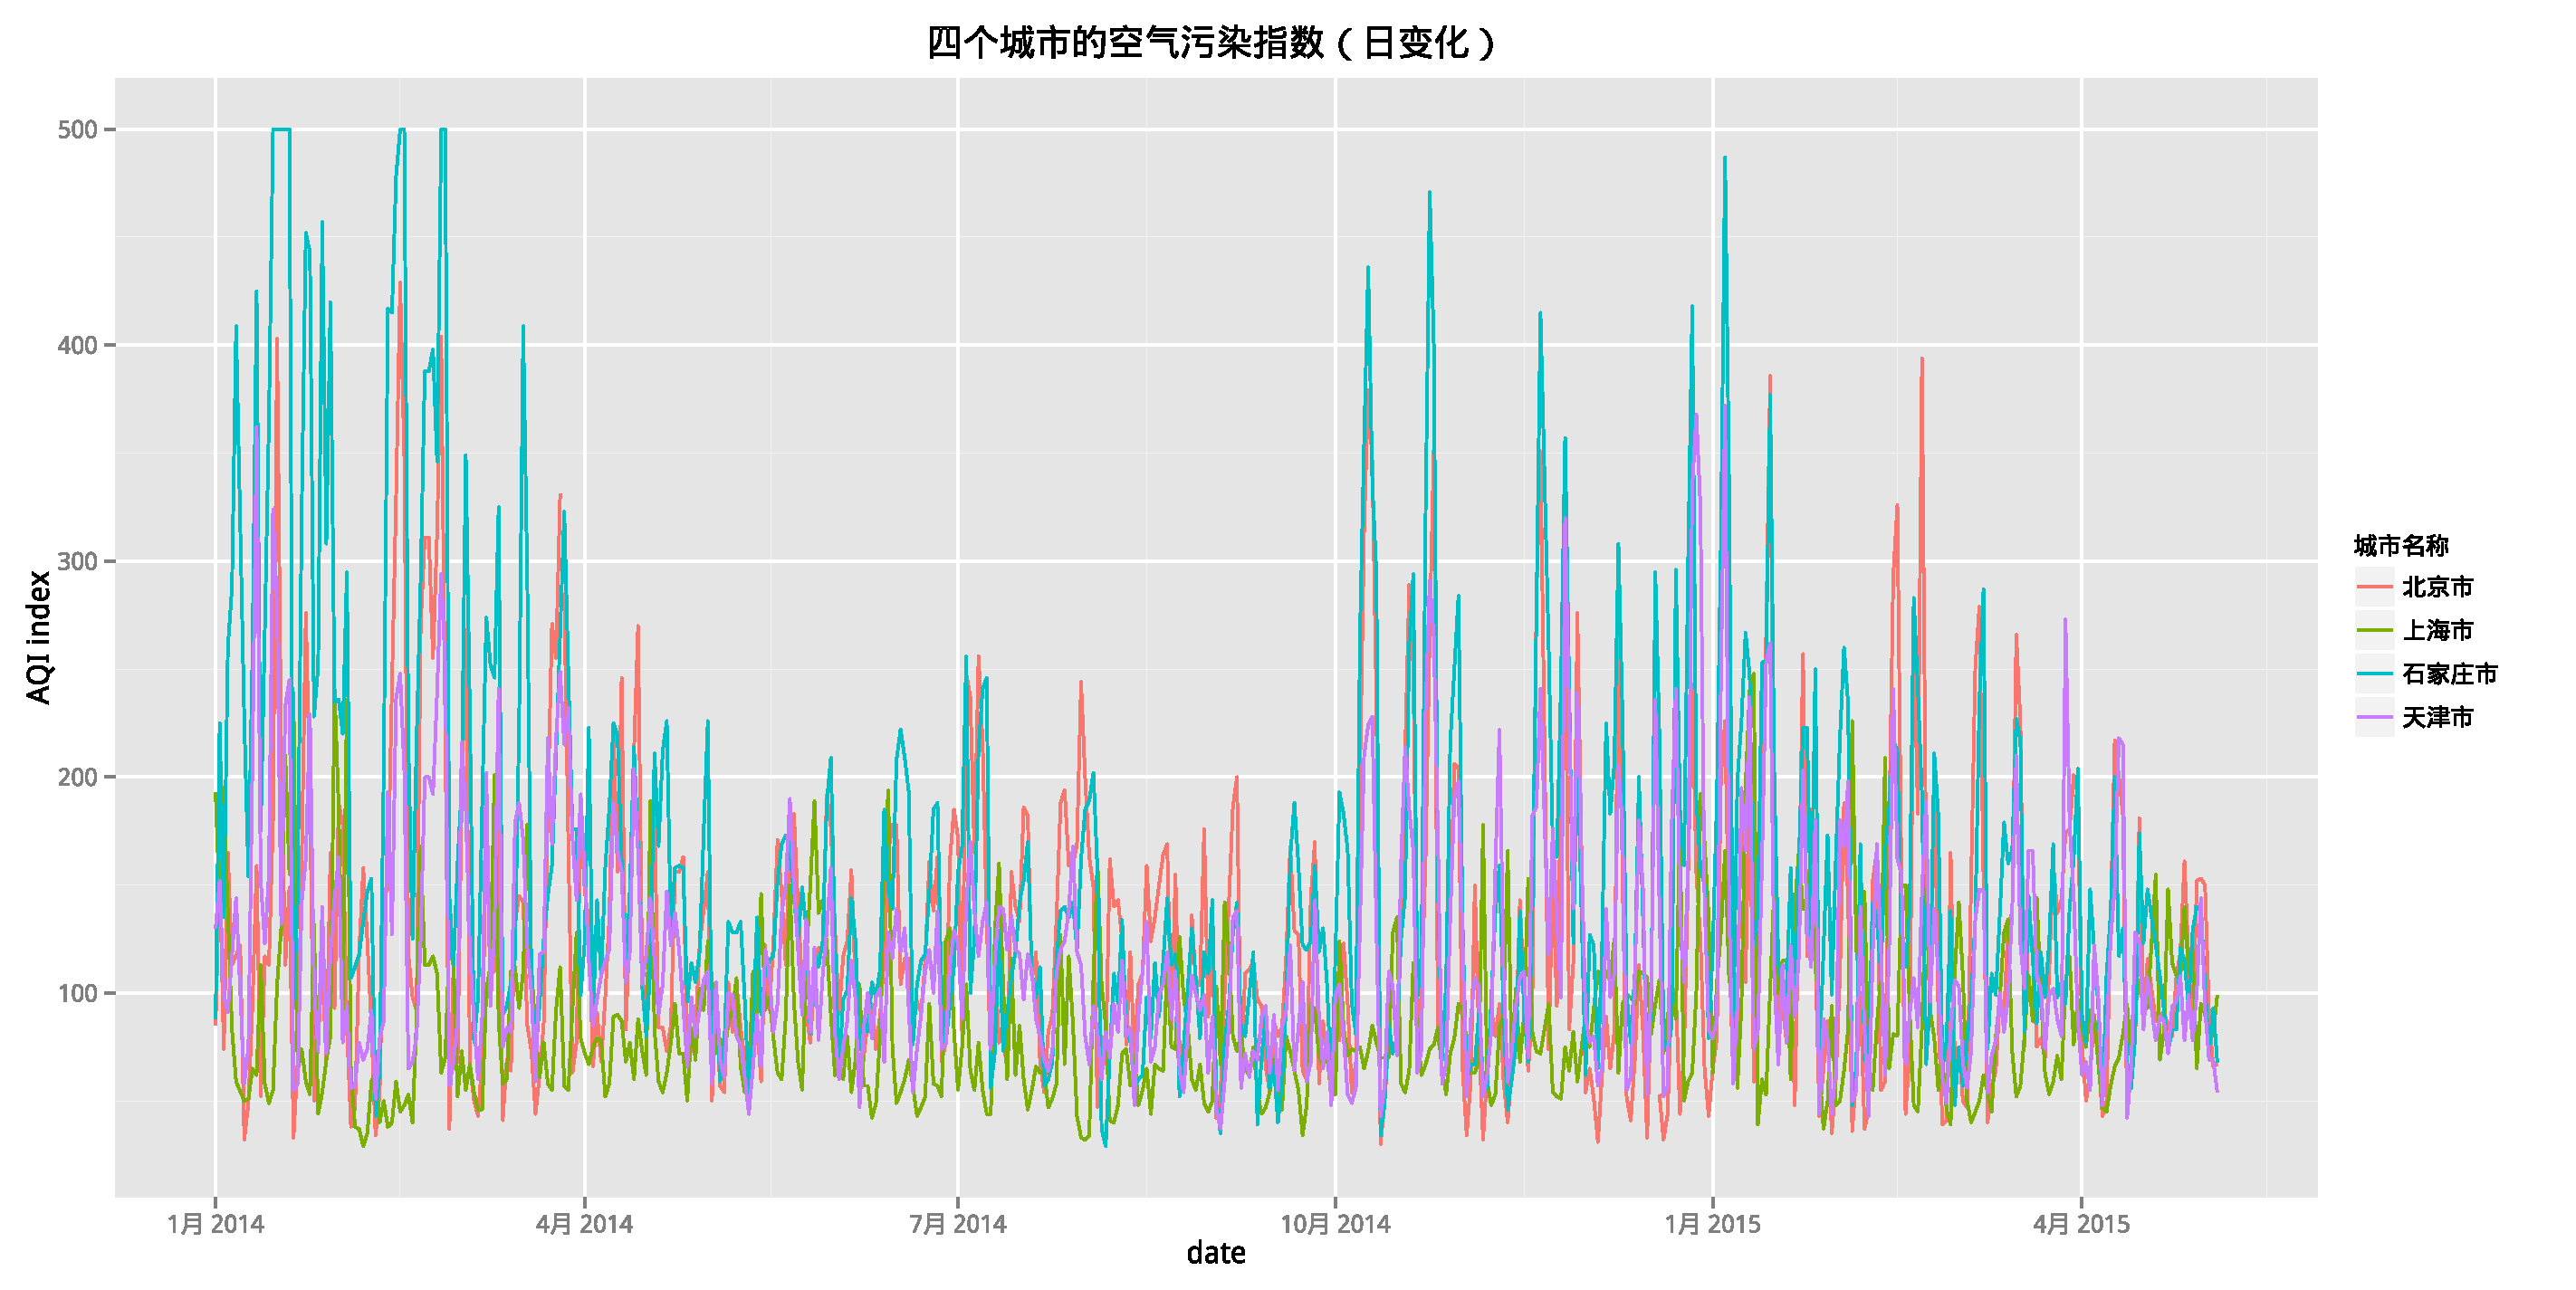 四个城市的空气污染指数（日变化）
500
400
300
200
100
AQI index
1月 2014
4月 2014
7月 2014
10月 2014
1月 2015
4月 2015
date
城市名称
北京市
上海市
石家庄市
天津市